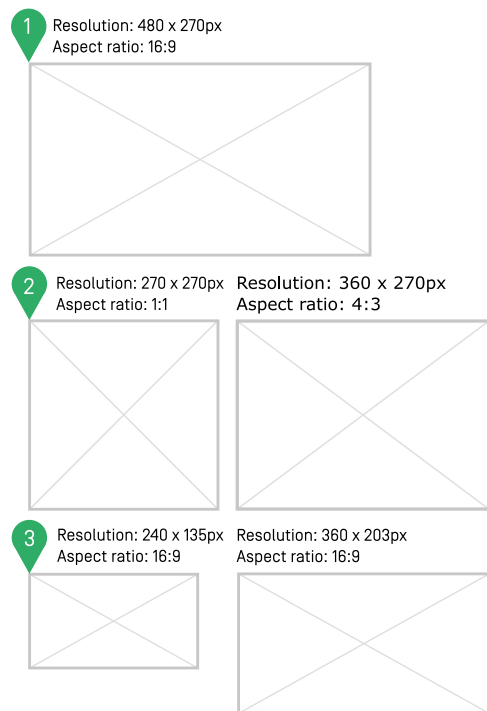 1
Resolution: 480 x 270px
Aspect ratio: 16:9
2
Resolution: 270 x 270px
Aspect ratio: 1:1
Resolution: 360 x 270px
Aspect ratio: 4:3
3
Resolution: 240 x 135px
Aspect ratio: 16:9
Resolution: 360 x 203px
Aspect ratio: 16:9